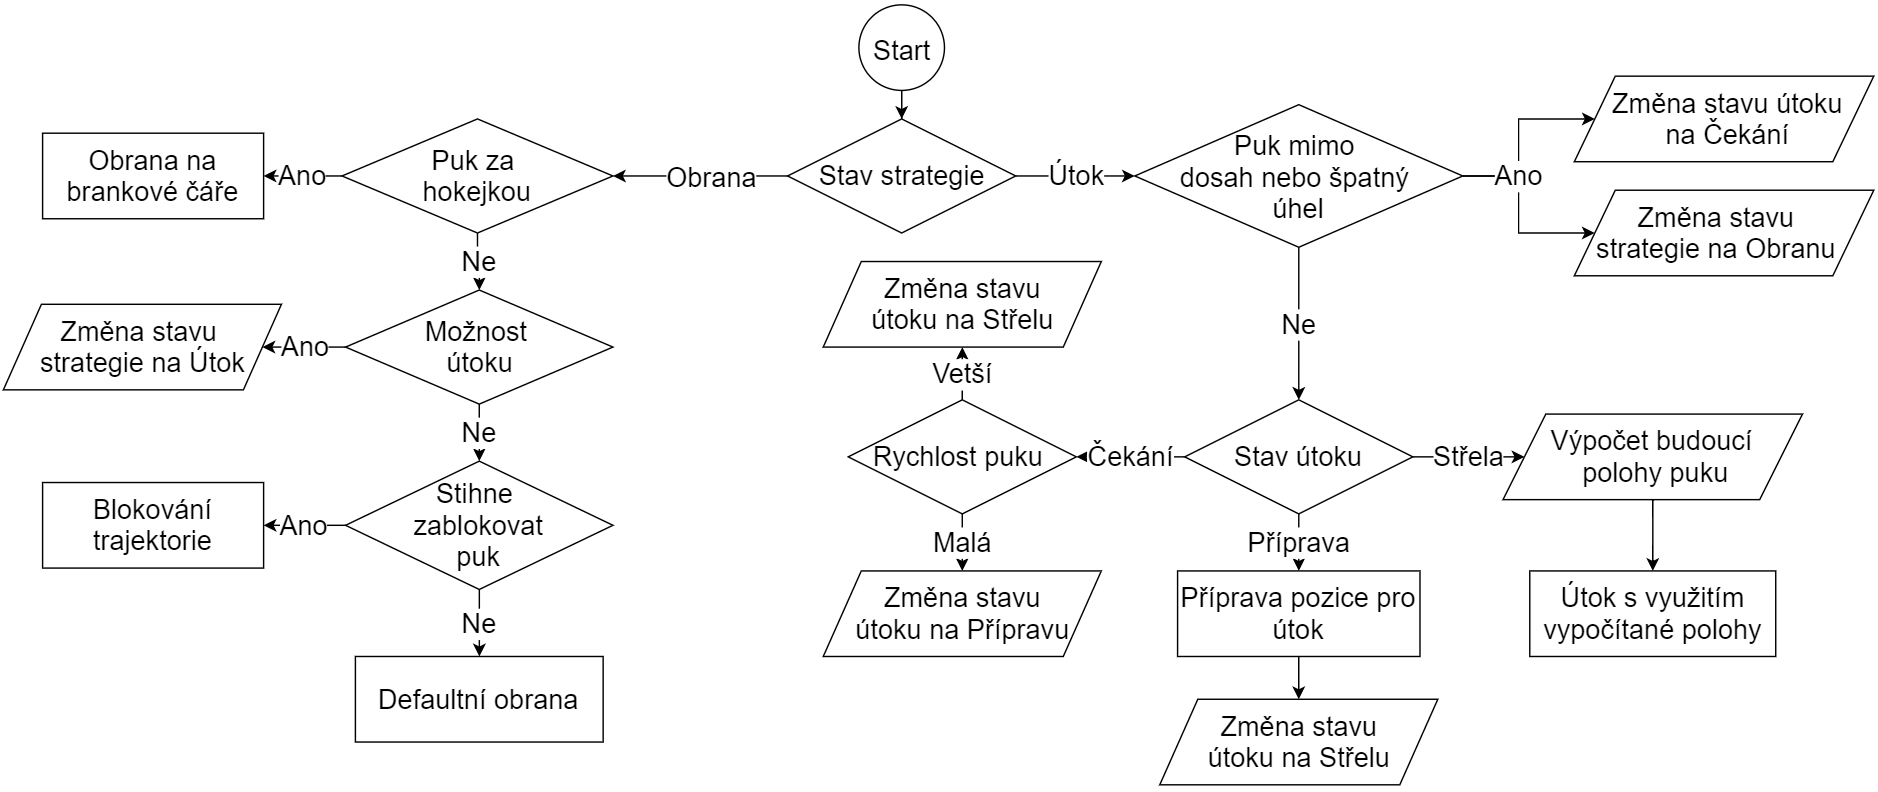 Start
Stav strategie
Obrana
Útok
Puk za
hokejkou
Ano
Obrana na
brankové čáře
Ne
Možnost
útoku
Ano
Změna stavu
strategie na Útok
Ne
Stihne
zablokovat
puk
Ano
Blokování
trajektorie
Ne
Defaultní obrana
Puk mimo
dosah nebo špatný
úhel
Ano
Změna stavu útoku
na Čekání
Změna stavu
strategie na Obranu
Ne
Stav útoku
Čekání
Rychlost puku
Vetší
Změna stavu
útoku na Střelu
Malá
Změna stavu
útoku na Přípravu
Příprava
Příprava pozice pro
útok
Změna stavu
útoku na Střelu
Střela
Výpočet budoucí
polohy puku
Útok s využitím
vypočítané polohy